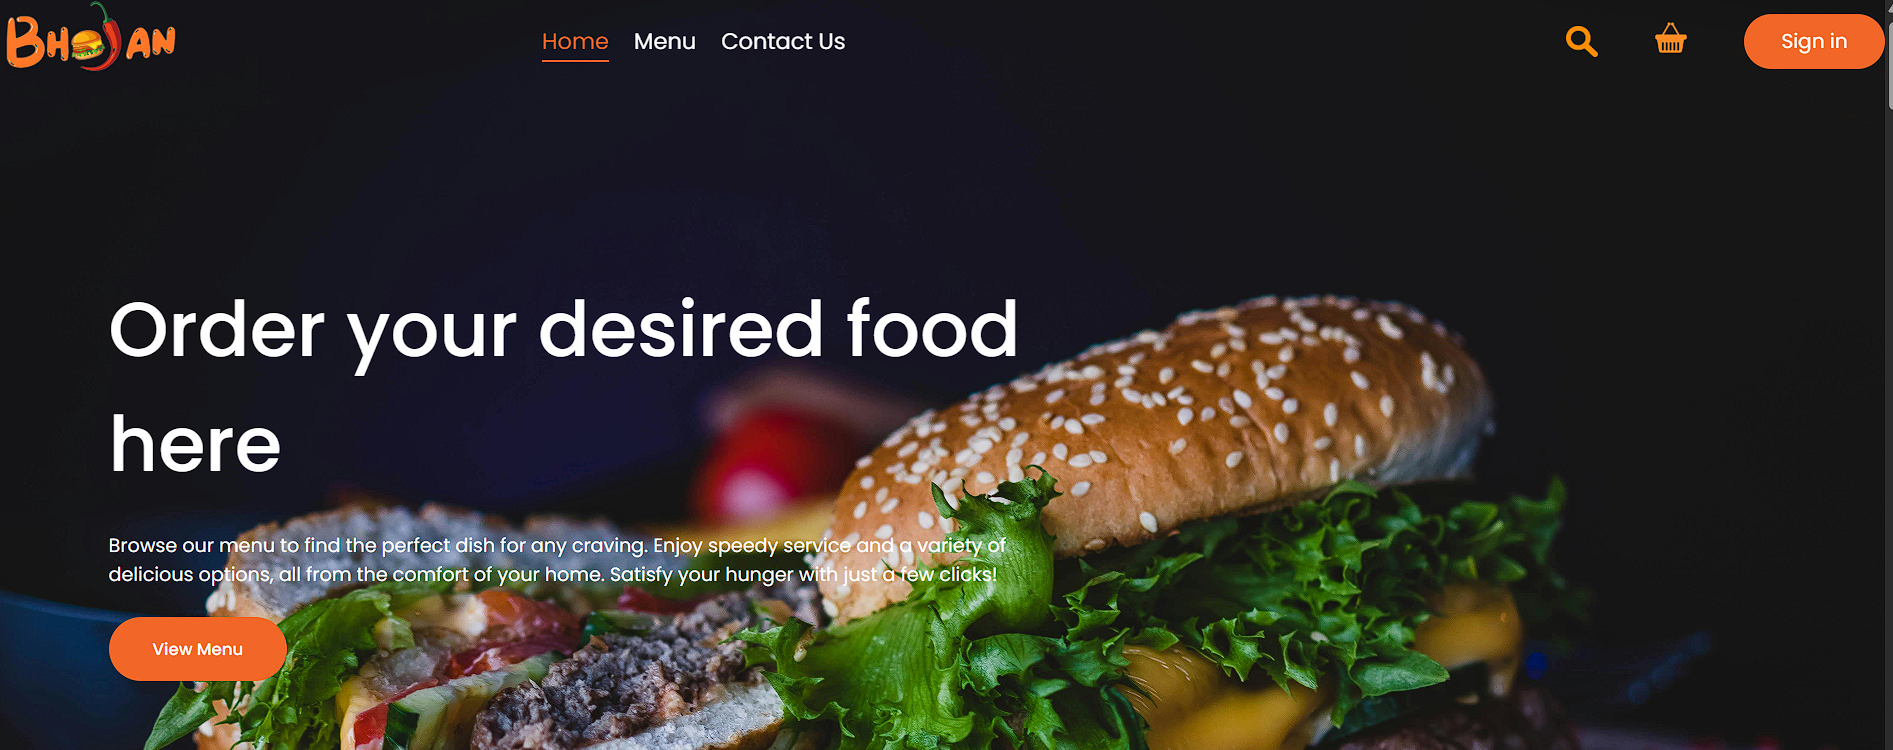 BHOJAN
Home Menu Contact Us
Sign in
Order your desired food
here
Browse our menu to find the perfect dish for any craving. Enjoy speedy service and a variety of
delicious options, all from the comfort of your home. Satisfy your hunger with just a few clicks!
View Menu